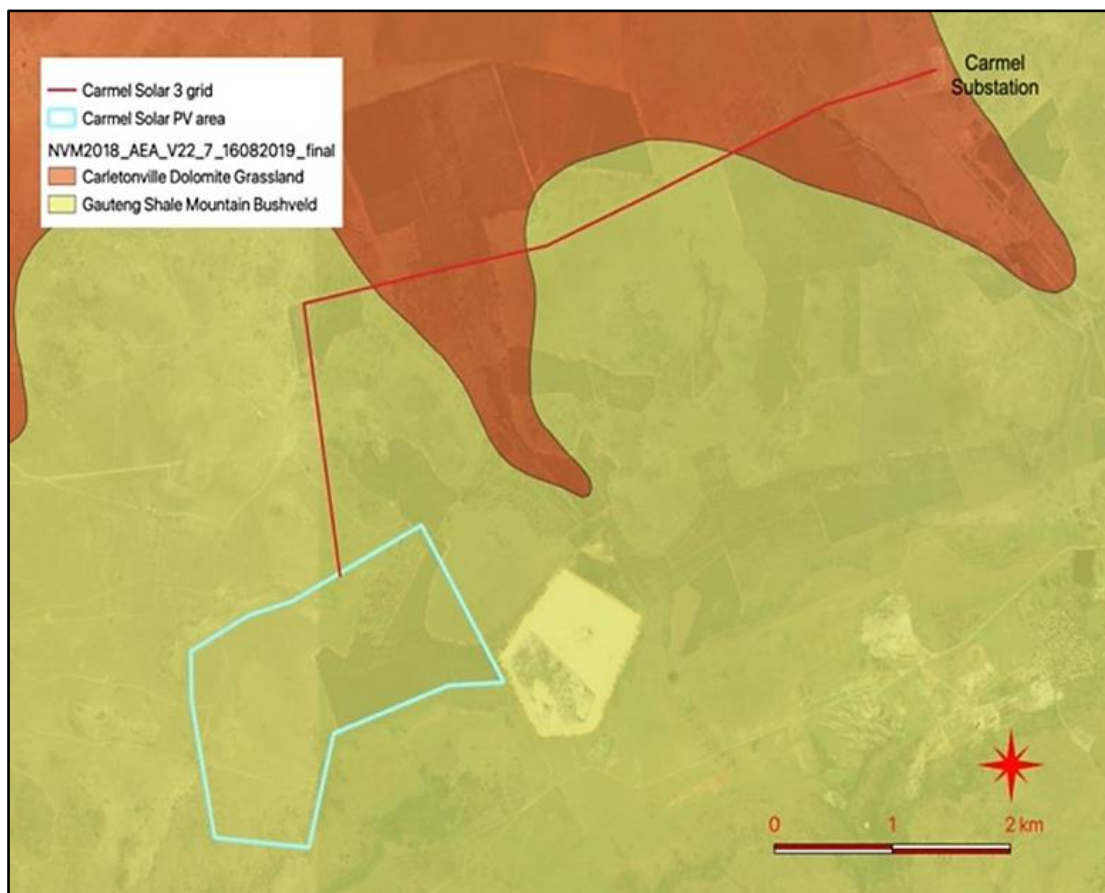 Carmel Solar 3 grid
Carmel Solar PV area
NVM2018_AEA_V22_7_16082019_final
Carletonville Dolomite Grassland
Gauteng Shale Mountain Bushveld
Carmel
Substation
0 1 2 km